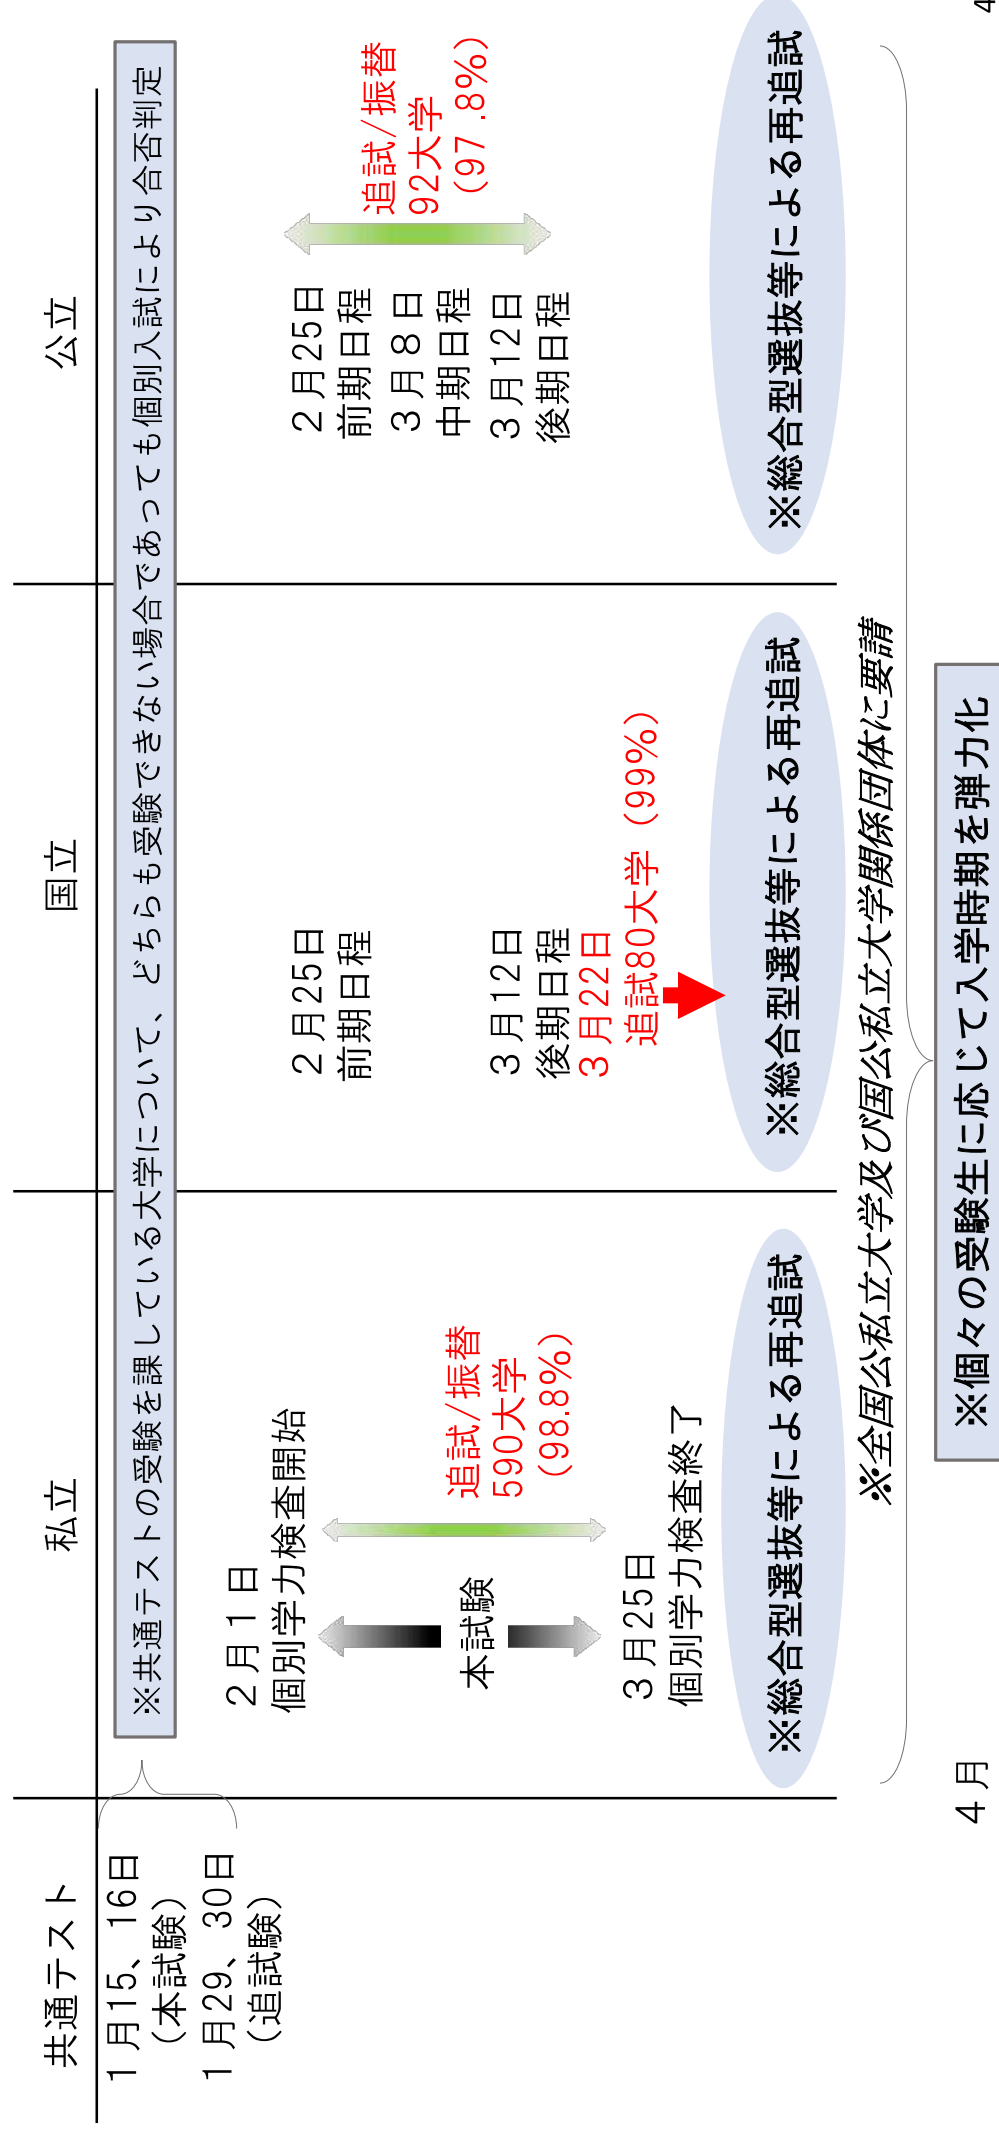 共通テスト
私立
国立
公立
１月15、16日
（本試験）
１月29、30日
（追試験）
※共通テストの受験を課している大学について、どちらも受験できない場合であっても個別入試により合否判定
２月１日
個別学力検査開始
本試験
追試/振替
590大学
（98.8％）
３月25日
個別学力検査終了
※総合型選抜等による再追試
２月25日
前期日程
３月12日
後期日程
３月22日
追試80大学（99％）
※総合型選抜等による再追試
２月25日
前期日程
３月８日
中期日程
３月12日
後期日程
追試/振替
92大学
（97.8％）
※総合型選抜等による再追試
※全国公私立大学及び国公私立大学関係団体に要請
４月
※個々の受験生に応じて入学時期を弾力化
4